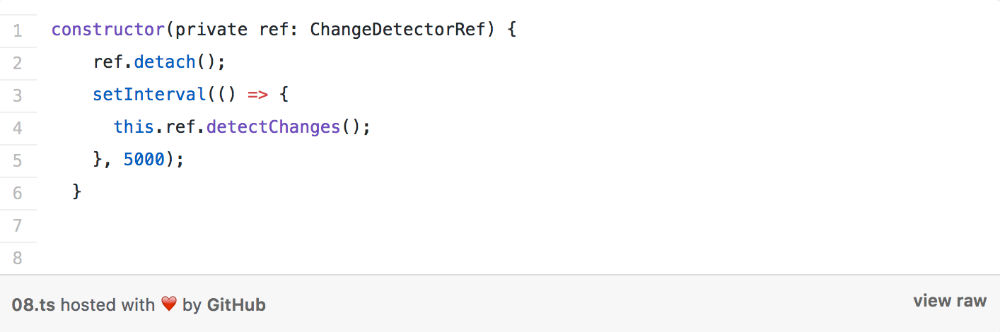 1 constructor(private ref: ChangeDetectorRef) {
2     ref.detach();
3     setInterval(() => {
4       this.ref.detectChanges();
5     }, 5000);
6   }
7
8
08.ts hosted with ❤ by GitHub view raw